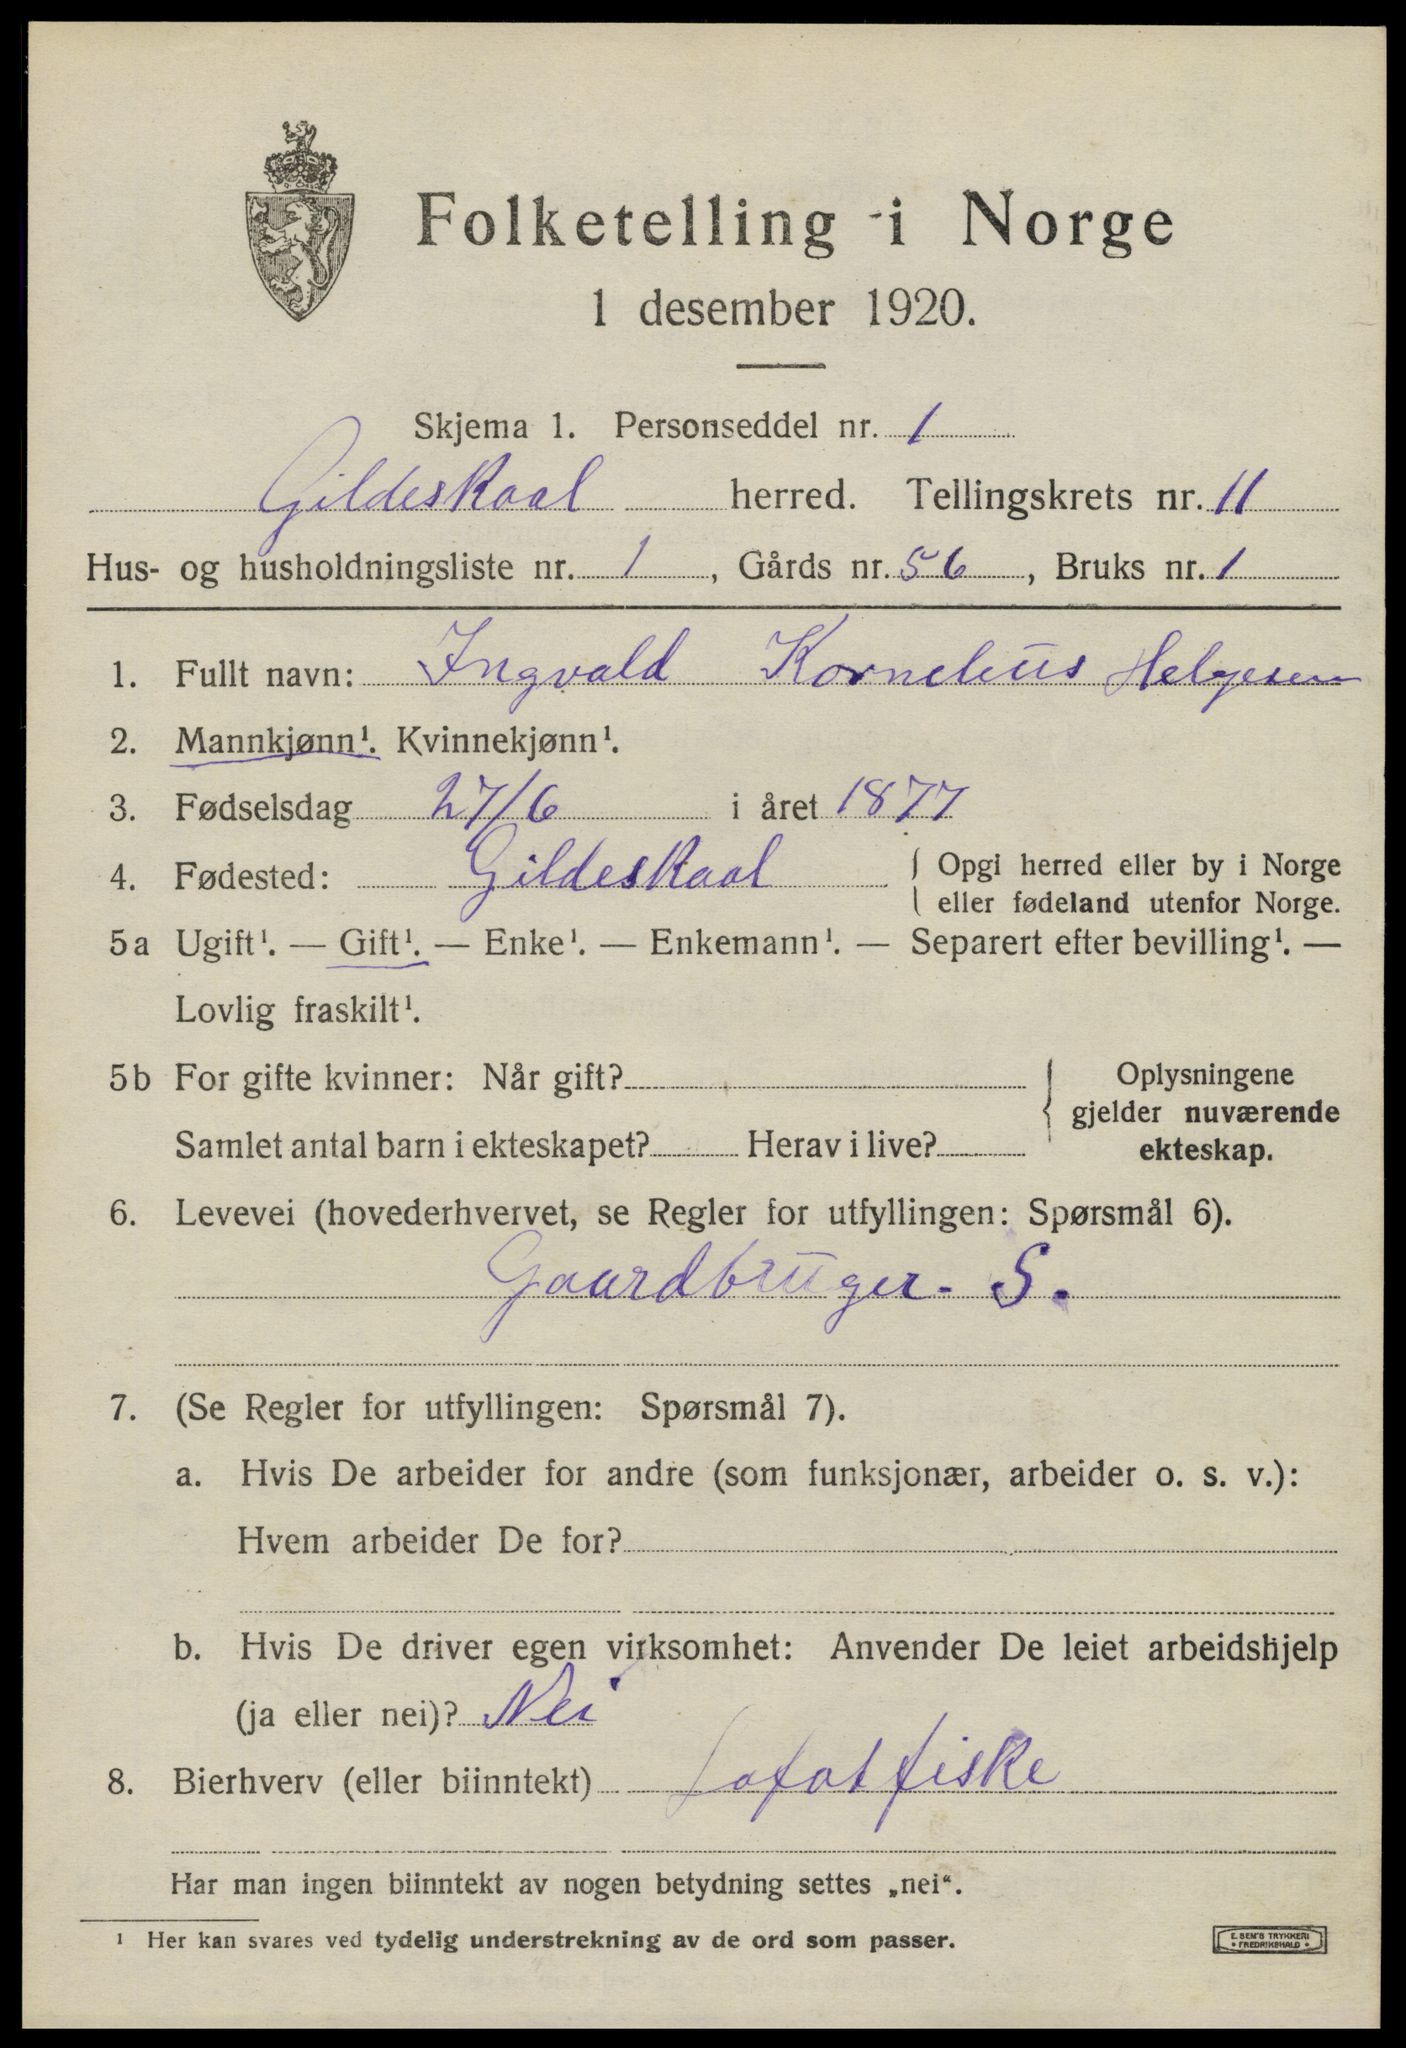 Folketelling i Norge
1 desember 1920.
Skjema 1. Personseddel nr. 1
Gildeskaal herred. Tellingskrets nr. 11
Hus- og husholdningsliste nr. 1, Gårds nr. 56, Bruks nr. 1
1. Fullt navn: Ingvald Kornelius Helgesen
2. Mannkjønn¹. Kvinnekjønn¹.
3. Fødselsdag 27/6 i året 1877
4. Fødested: Gildeskaal { Opgi herred eller by i Norge
eller fødeland utenfor Norge.
5a Ugift¹. — Gift¹. — Enke¹. — Enkemann¹. — Separert efter bevilling¹. —
Lovlig fraskilt¹.
5b For gifte kvinner: Når gift?
Samlet antal barn i ekteskapet? Herav i live?
{ Oplysningene
gjelder nuværende
ekteskap.
6. Levevei (hovederhvervet, se Regler for utfyllingen: Spørsmål 6).
Gaardbruger. S.
7. (Se Regler for utfyllingen: Spørsmål 7).
a. Hvis De arbeider for andre (som funksjonær, arbeider o. s. v.):
Hvem arbeider De for?
b. Hvis De driver egen virksomhet: Anvender De leiet arbeidshjelp
(ja eller nei)? Nei
8. Bierhverv (eller biinntekt) Lofotfiske
Har man ingen biinntekt av nogen betydning settes „nei“.
¹ Her kan svares ved tydelig understrekning av de ord som passer.
E. SEM'S TRYKKERI
• FREDRIKSHALD •